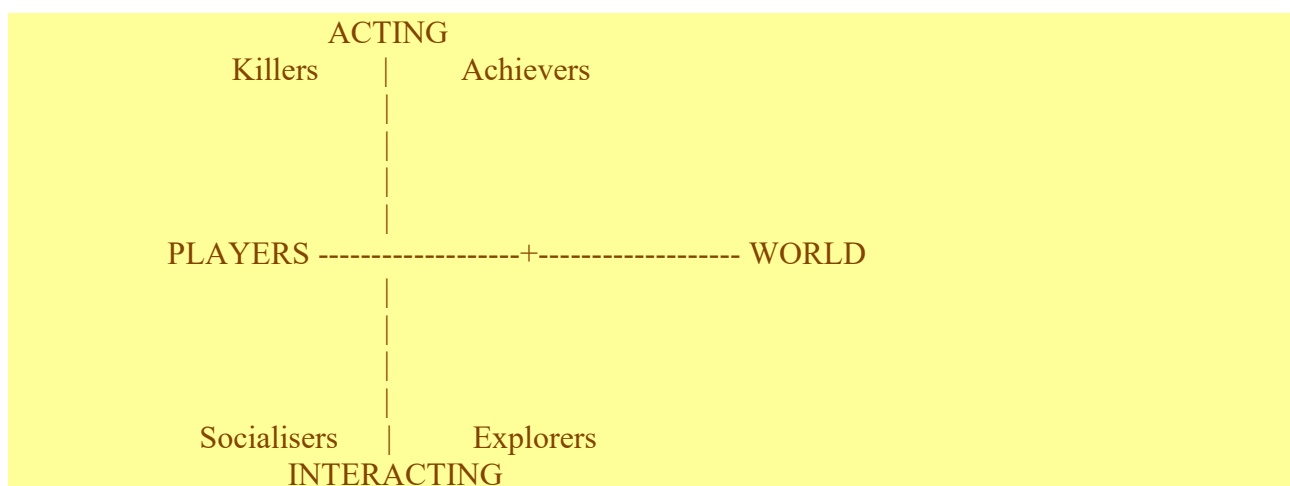 ACTING
Killers | Achievers
|
|
|
|
PLAYERS -------------------+------------------- WORLD
|
|
|
|
Socialisers | Explorers
INTERACTING